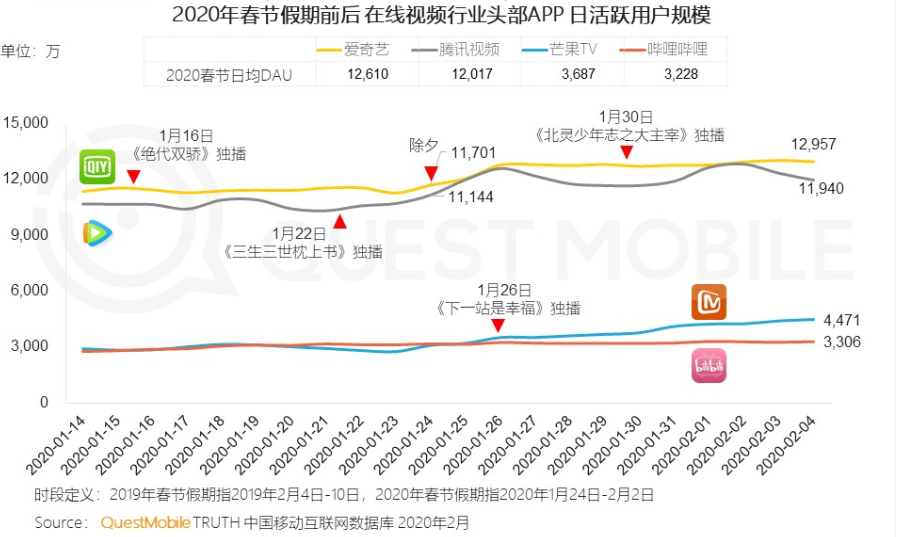 2020年春节假期前后 在线视频行业头部APP 日活跃用户规模
单位：万
爱奇艺 腾讯视频 芒果TV 哔哩哔哩
2020春节日均DAU 12,610 12,017 3,687 3,228
15,000
12,000
9,000
6,000
3,000
0
iQIYI
1月16日
《绝代双骄》独播
除夕
11,701
11,144
1月30日
《北灵少年志之大主宰》独播
12,957
11,940
1月22日
《三生三世枕上书》独播
QUEST MOBILE
1月26日
《下一站是幸福》独播
4,471
3,306
bilibili
2020-01-14
2020-01-15
2020-01-16
2020-01-17
2020-01-18
2020-01-19
2020-01-20
2020-01-21
2020-01-22
2020-01-23
2020-01-24
2020-01-25
2020-01-26
2020-01-27
2020-01-28
2020-01-29
2020-01-30
2020-01-31
2020-02-01
2020-02-02
2020-02-03
2020-02-04
时段定义：2019年春节假期指2019年2月4日-10日，2020年春节假期指2020年1月24日-2月2日
Source： QuestMobile TRUTH 中国移动互联网数据库 2020年2月